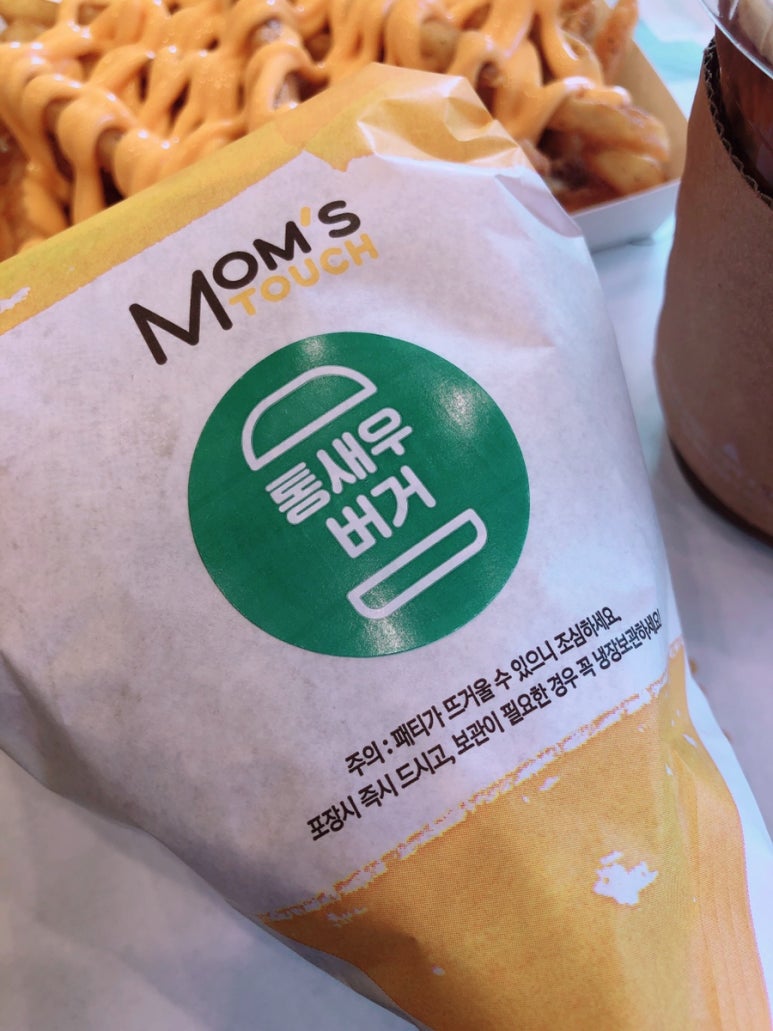 MOM'S
TOUCH
통새우
버거
주의 : 패티가 뜨거울 수 있으니 조심하세요.
포장시 즉시 드시고, 보관이 필요한 경우 꼭 냉장보관하세요!